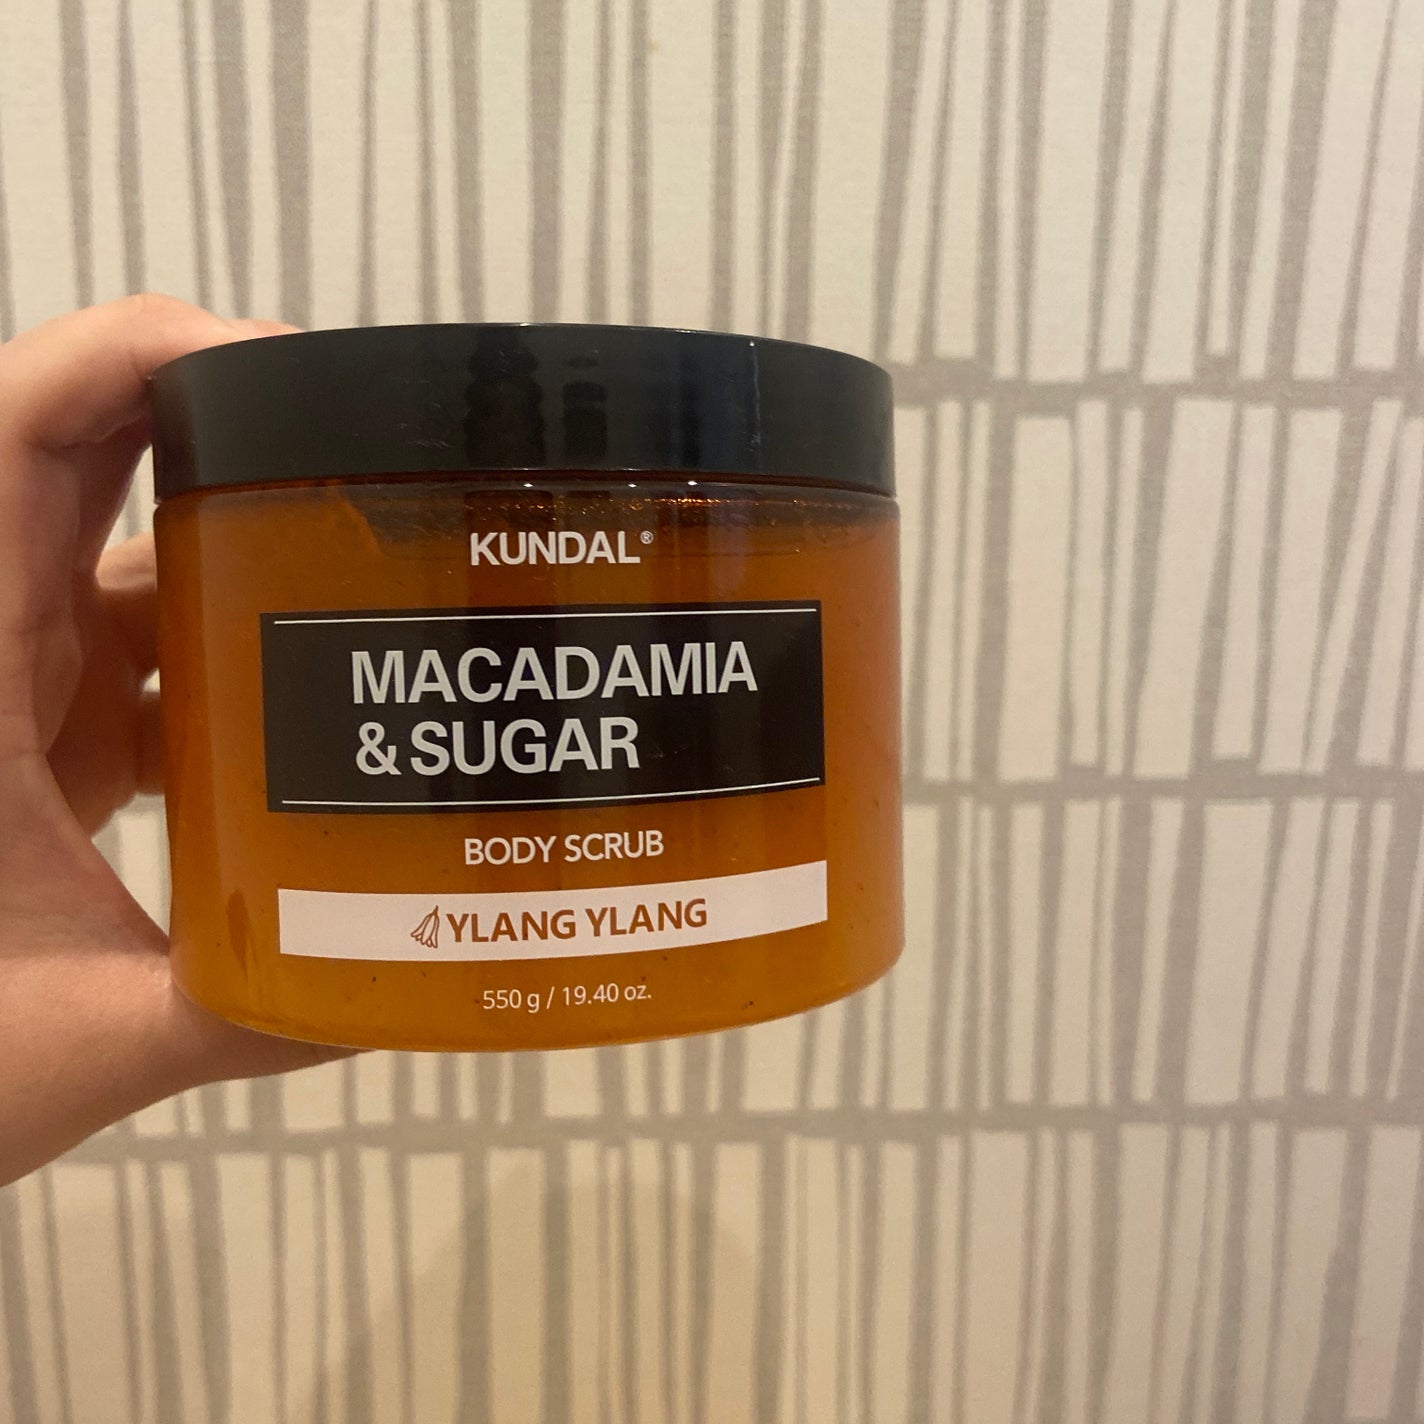 KUNDAL®
MACADAMIA
& SUGAR
BODY SCRUB
YLANG YLANG
550 g / 19.40 oz.